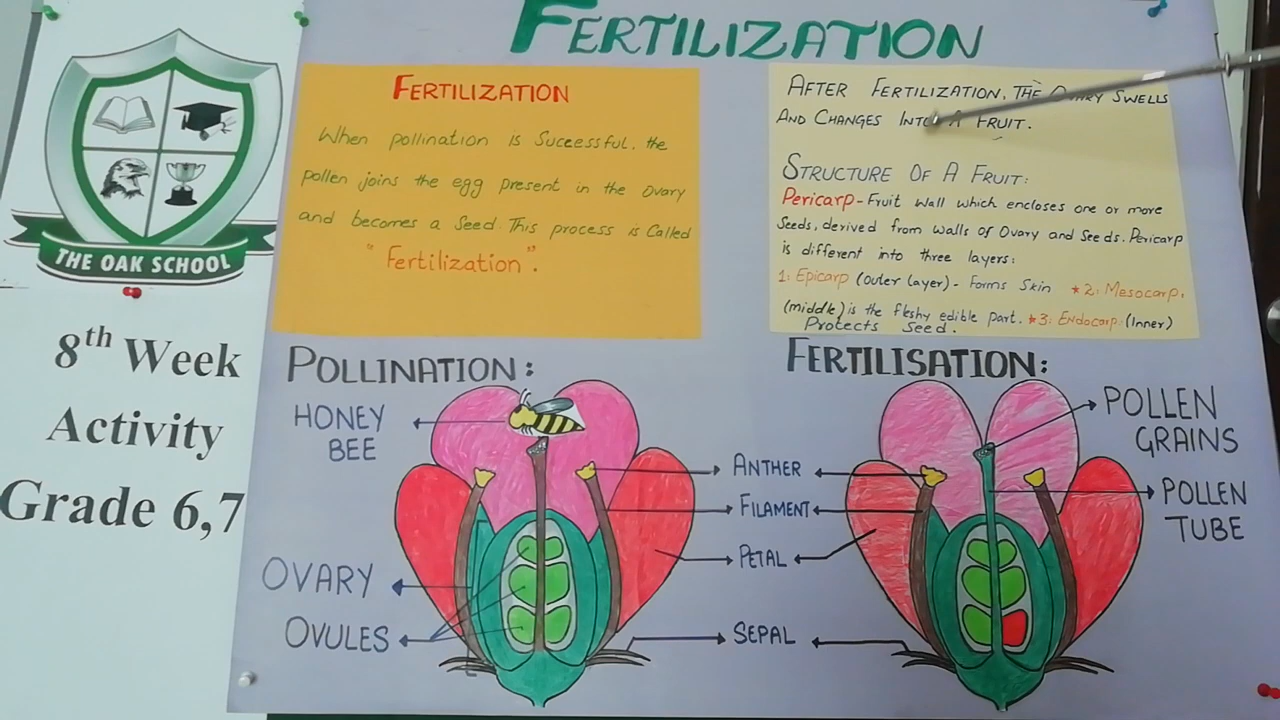 FERTILIZATION
THE OAK SCHOOL
8th Week
Activity
Grade 6,7
FERTILIZATION
When pollination is Successful, the
pollen joins the egg present in the ovary
and becomes a Seed. This process is Called
"Fertilization".
AFTER FERTILIZATION, THE OVARY SWELLS
AND CHANGES INTO A FRUIT.
STRUCTURE OF A FRUIT:
Pericarp - Fruit wall which encloses one or more
Seeds, derived from walls of Ovary and Seeds. Pericarp
is different into three layers:
1: Epicarp (outer layer) - Forms Skin *2: Mesocarp,
(middle) is the fleshy edible part. *3: Endocarp (Inner)
Protects Seed.
POLLINATION:
HONEY
BEE
OVARY
OVULES
ANTHER
FILAMENT
PETAL
SEPAL
FERTILISATION:
POLLEN
GRAINS
POLLEN
TUBE